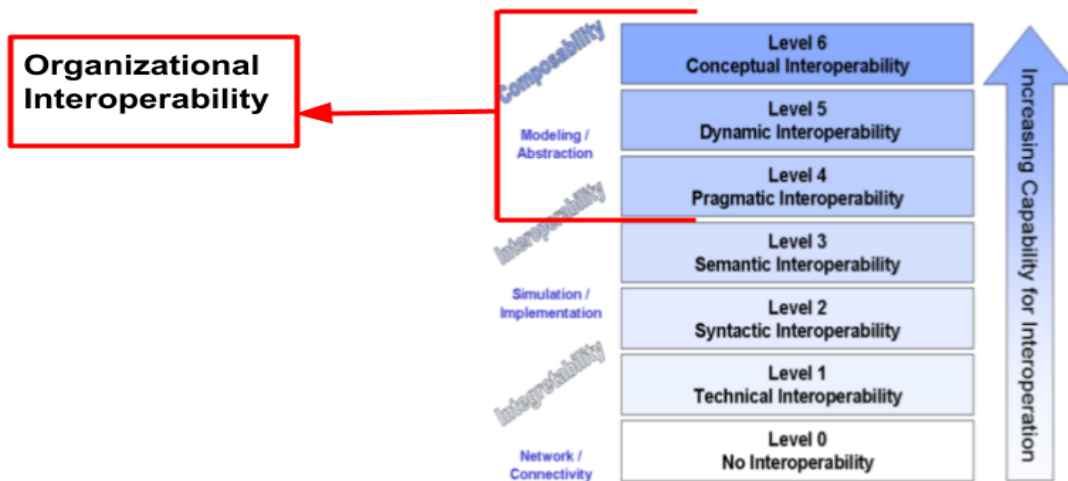 Organizational
Interoperability
Composability
Modeling /
Abstraction
Interoperability
Simulation /
Implementation
Integretability
Network /
Connectivity
Level 6
Conceptual Interoperability
Level 5
Dynamic Interoperability
Level 4
Pragmatic Interoperability
Level 3
Semantic Interoperability
Level 2
Syntactic Interoperability
Level 1
Technical Interoperability
Level 0
No Interoperability
Increasing Capability for Interoperation